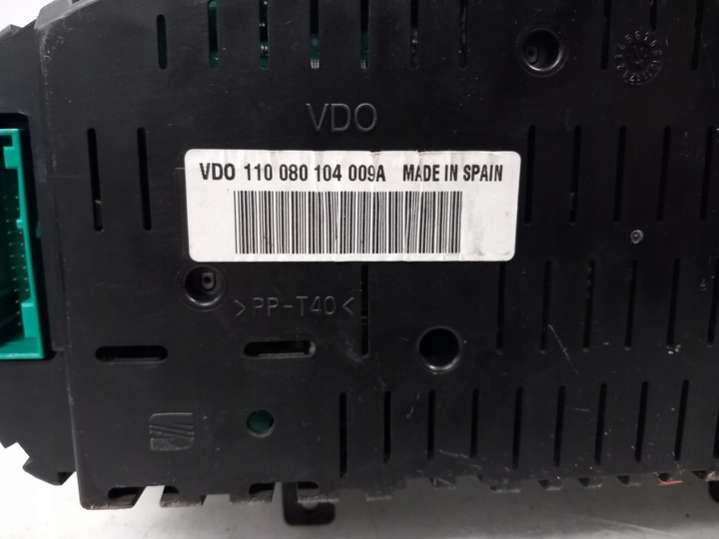 VDO
VDO 110 080 104 009A MADE IN SPAIN
>PP-T40<